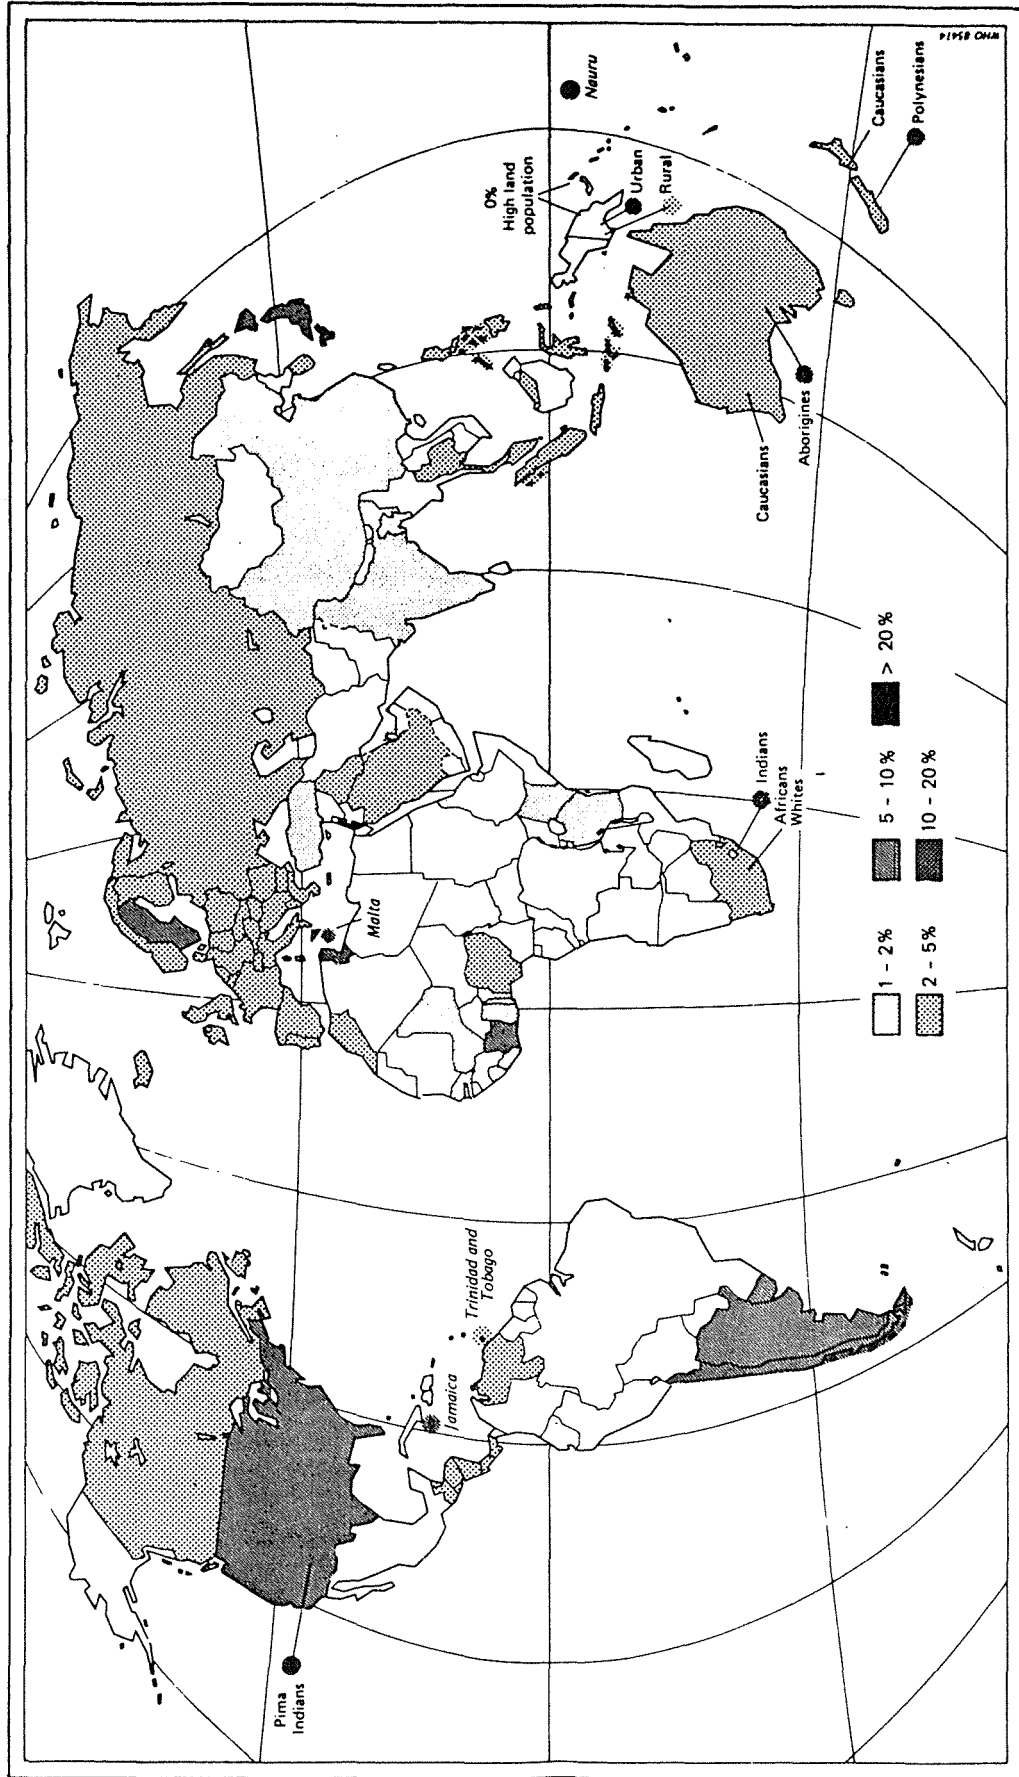 Pima
Indians
Jamaica
Trinidad and
Tobago
Malta
Indians
Africans
Whites
0%
High land
population
Urban
Rural
Nauru
Caucasians
Aborigines
Caucasians
Polynesians
1 - 2%
2 - 5%
5 - 10%
10 - 20%
> 20%
WHO 85414